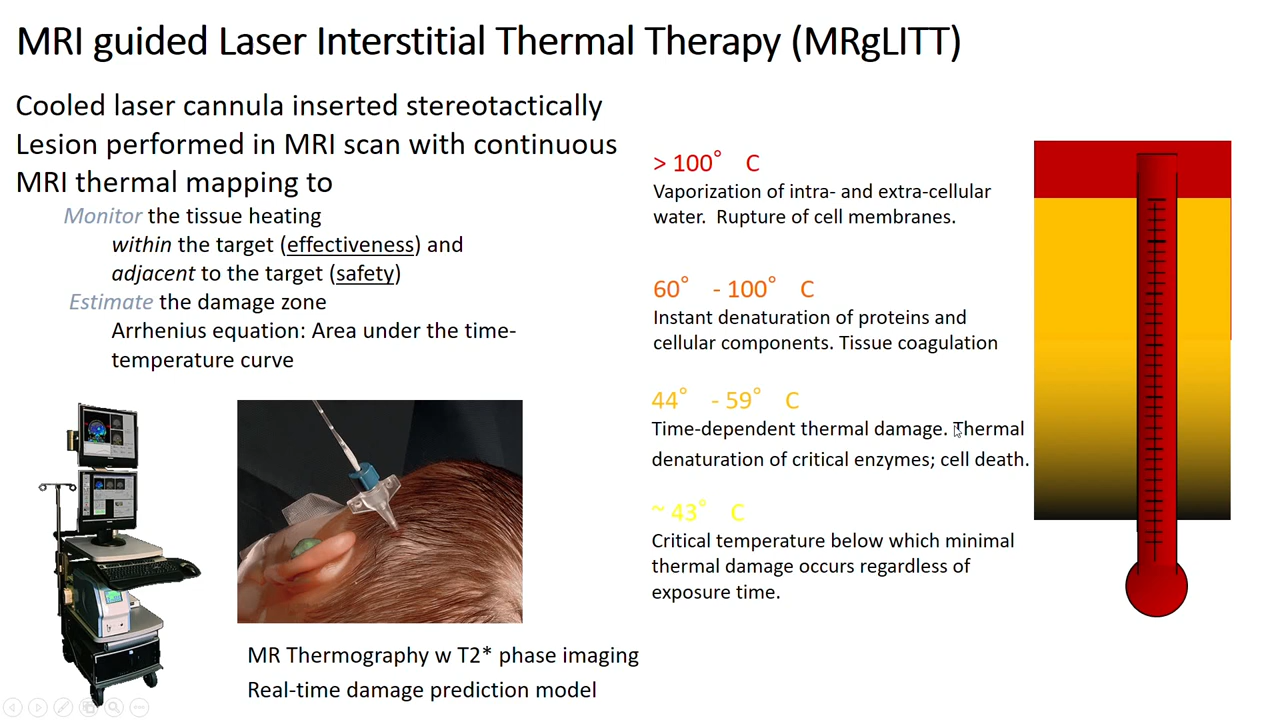 MRI guided Laser Interstitial Thermal Therapy (MRgLITT)
Cooled laser cannula inserted stereotactically
Lesion performed in MRI scan with continuous
MRI thermal mapping to
Monitor the tissue heating
within the target (effectiveness) and
adjacent to the target (safety)
Estimate the damage zone
Arrhenius equation: Area under the time-
temperature curve
MR Thermography w T2* phase imaging
Real-time damage prediction model
> 100° C
Vaporization of intra- and extra-cellular
water. Rupture of cell membranes.
60° - 100° C
Instant denaturation of proteins and
cellular components. Tissue coagulation
44° - 59° C
Time-dependent thermal damage. Thermal
denaturation of critical enzymes; cell death.
~ 43° C
Critical temperature below which minimal
thermal damage occurs regardless of
exposure time.